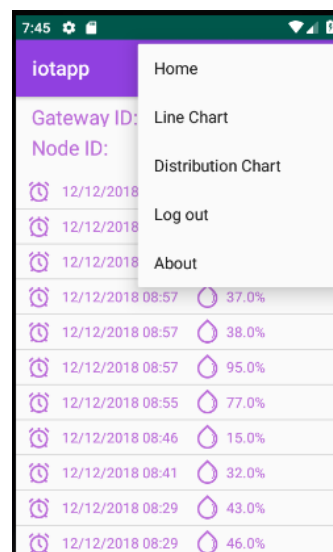 7:45
iotapp
Home
Gateway ID:
Line Chart
Node ID:
Distribution Chart
12/12/2018
12/12/2018
Log out
12/12/2018
About
12/12/2018 08:57 37.0%
12/12/2018 08:57 38.0%
12/12/2018 08:57 95.0%
12/12/2018 08:55 77.0%
12/12/2018 08:46 15.0%
12/12/2018 08:41 32.0%
12/12/2018 08:29 43.0%
12/12/2018 08:29 46.0%